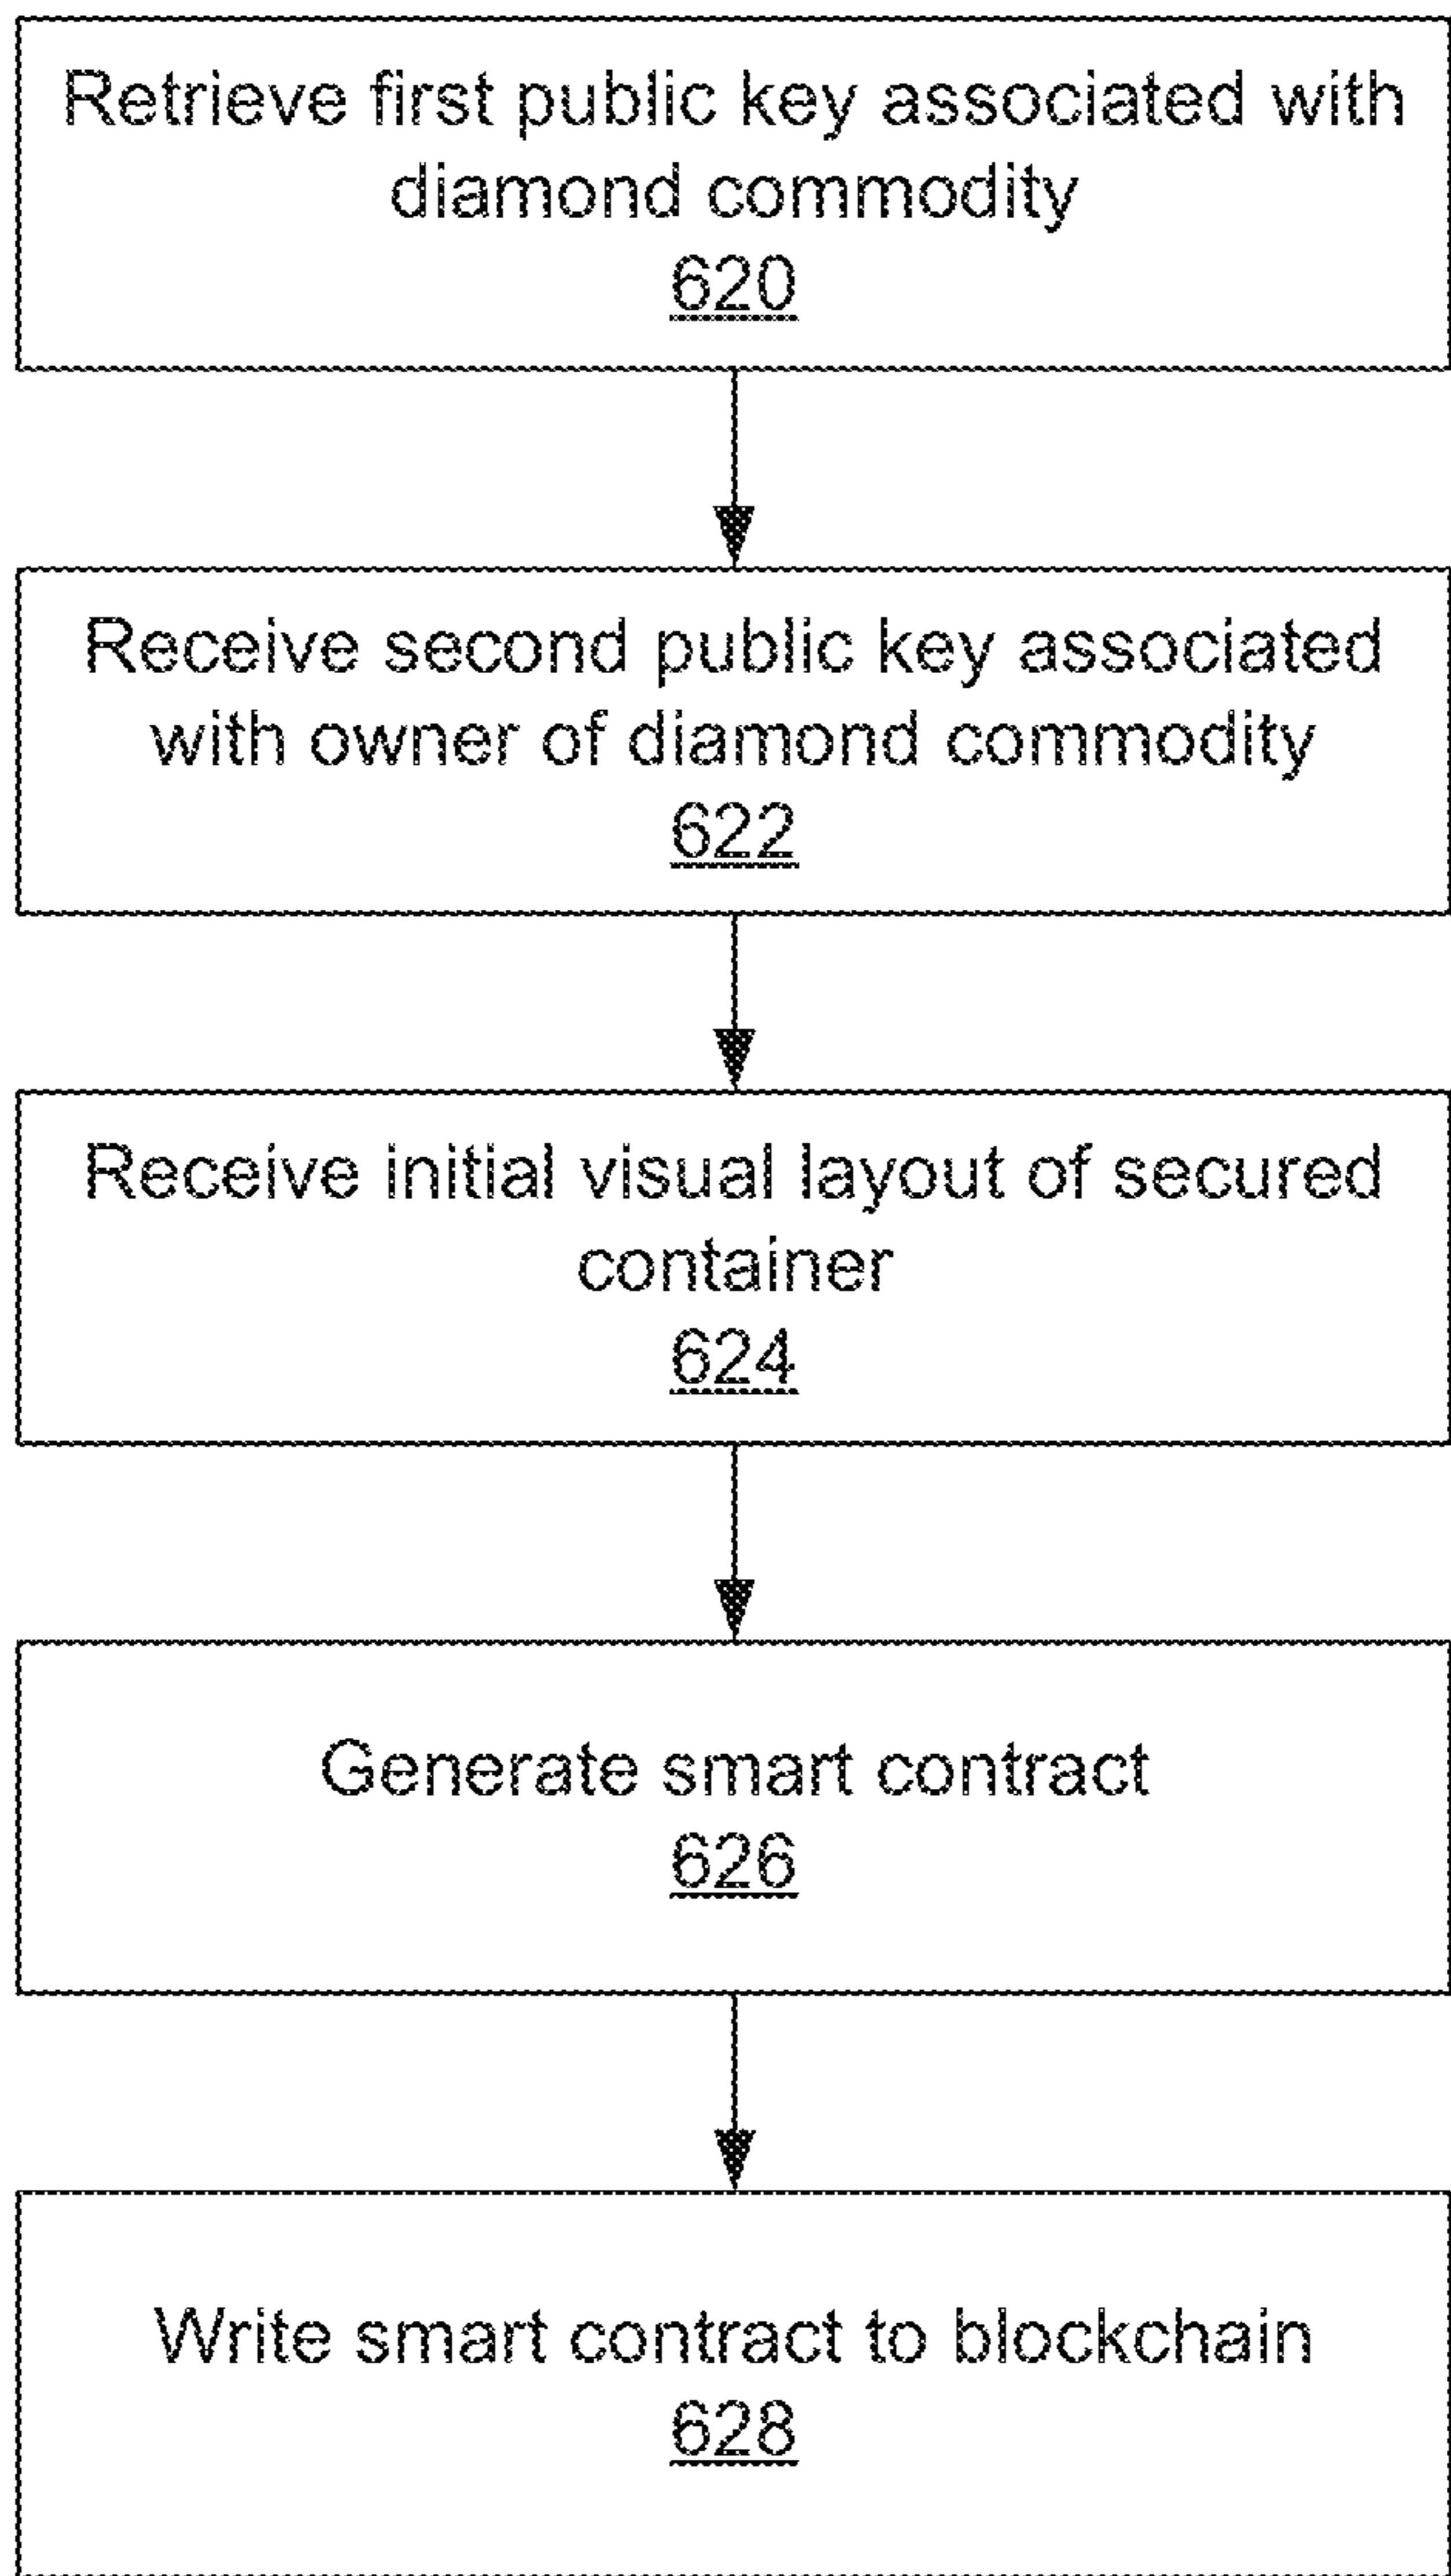 Retrieve first public key associated with
diamond commodity
620
Receive second public key associated
with owner of diamond commodity
622
Receive initial visual layout of secured
container
624
Generate smart contract
626
Write smart contract to blockchain
628